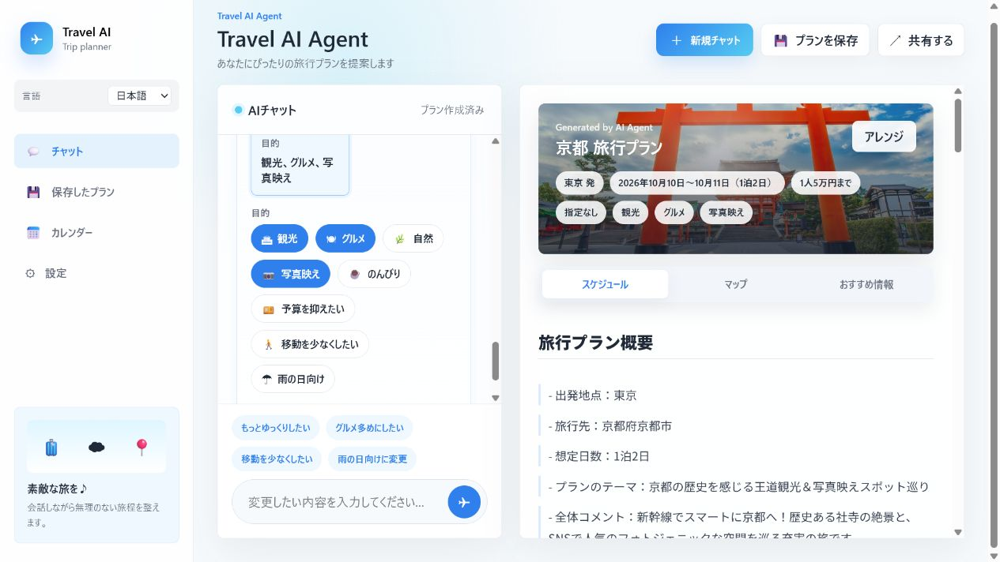 Travel AI
Trip planner
言語
日本語
チャット
保存したプラン
カレンダー
設定
素敵な旅を♪
会話しながら無理のない旅程を整え
ます。
Travel AI Agent
Travel AI Agent
あなたにぴったりの旅行プランを提案します
新規チャット
プランを保存
共有する
AIチャット
プラン作成済み
目的
観光、グルメ、写
真映え
目的
観光
グルメ
自然
写真映え
のんびり
予算を抑えたい
移動を少なくしたい
雨の日向け
もっとゆっくりしたい
グルメ多めにしたい
移動を少なくしたい
雨の日向けに変更
変更したい内容を入力してください...
Generated by AI Agent
京都 旅行プラン
アレンジ
東京 発
2026年10月10日〜10月11日（1泊2日）
1人5万円まで
指定なし
観光
グルメ
写真映え
スケジュール
マップ
おすすめ情報
旅行プラン概要
- 出発地点：東京
- 旅行先：京都府京都市
- 想定日数：1泊2日
- プランのテーマ：京都の歴史を感じる王道観光＆写真映えスポット巡り
- 全体コメント：新幹線でスマートに京都へ！歴史ある社寺の絶景と、
SNSで人気のフォトジェニックな空間を巡る充実の旅です。